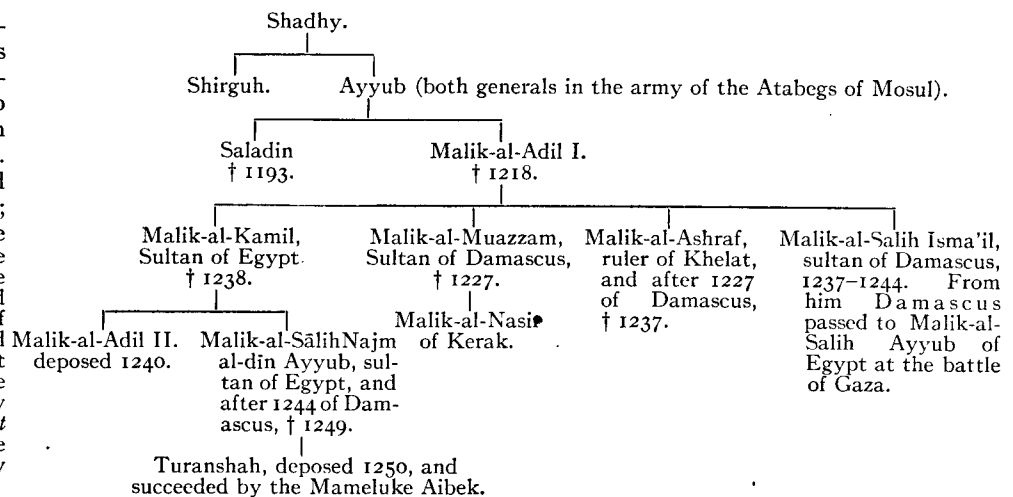 Shadhy.
Shirguh. Ayyub (both generals in the army of the Atabegs of Mosul).
Saladin
† 1193.
Malik-al-Adil I.
† 1218.
Malik-al-Kamil,
Sultan of Egypt.
† 1238.
Malik-al-Muazzam,
Sultan of Damascus,
† 1227.
Malik-al-Ashraf,
ruler of Khelat,
and after 1227
of Damascus,
† 1237.
Malik-al-Salih Isma'il,
sultan of Damascus,
1237–1244. From
him Damascus
passed to Malik-al-
Salih Ayyub of
Egypt at the battle
of Gaza.
Malik-al-Adil II.
deposed 1240.
Malik-al-Sālih Najm
al-din Ayyub, sul-
tan of Egypt, and
after 1244 of Dam-
ascus, † 1249.
Malik-al-Nasir
of Kerak.
Turanshah, deposed 1250, and
succeeded by the Mameluke Aibek.